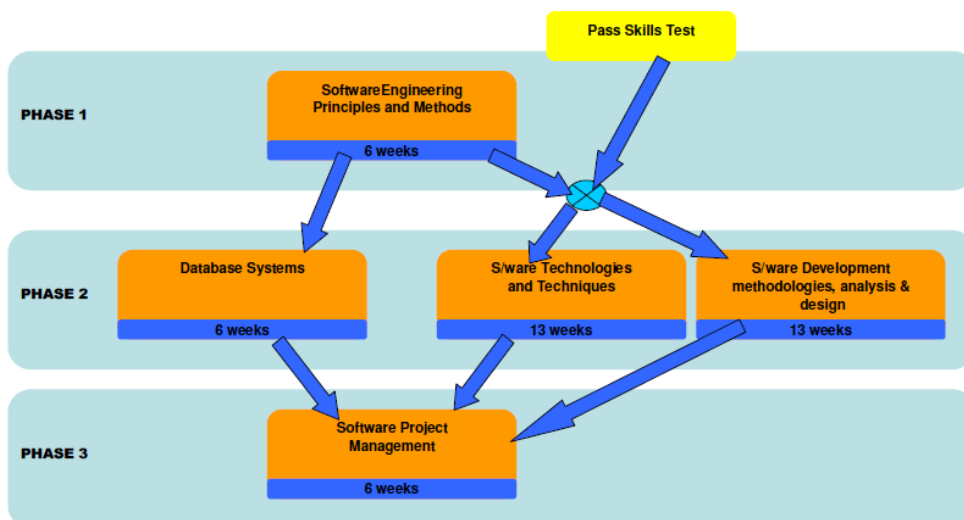 Pass Skills Test
PHASE 1
SoftwareEngineering
Principles and Methods
6 weeks
PHASE 2
Database Systems
6 weeks
S/ware Technologies
and Techniques
13 weeks
S/ware Development
methodologies, analysis &
design
13 weeks
PHASE 3
Software Project
Management
6 weeks